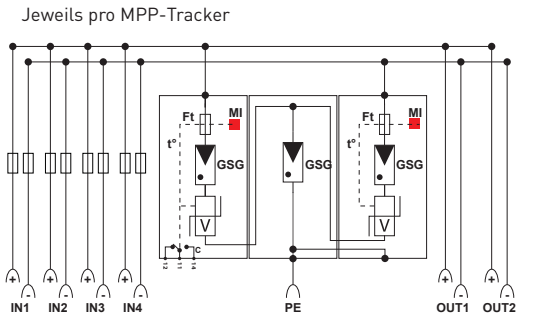 Jeweils pro MPP-Tracker
Ft MI Ft MI
t° t°
GSG GSG GSG
V V
C
12 11 14
+ - + - + - + - + - + -
IN1 IN2 IN3 IN4 PE OUT1 OUT2